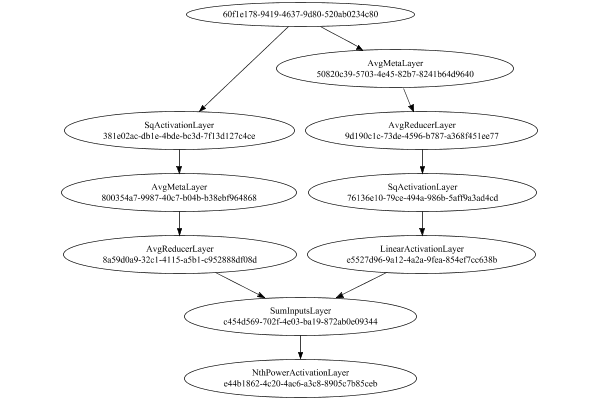 60f1e178-9419-4637-9d80-520ab0234c80
AvgMetaLayer
50820c39-5703-4e45-82b7-8241b64d9640
SqActivationLayer
381e02ac-db1e-4bde-bc3d-7f13d127c4ce
AvgReducerLayer
9d190c1c-73de-4596-b787-a368f451ee77
AvgMetaLayer
800354a7-9987-40c7-b04b-b38ebf964868
SqActivationLayer
76136e10-79ce-494a-986b-5aff9a3ad4cd
AvgReducerLayer
8a59d0a9-32c1-4115-a5b1-c952888df08d
LinearActivationLayer
e5527d96-9a12-4a2a-9fea-854ef7cc638b
SumInputsLayer
c454d569-702f-4e03-ba19-872ab0e09344
NthPowerActivationLayer
e44b1862-4c20-4ac6-a3c8-8905c7b85ceb